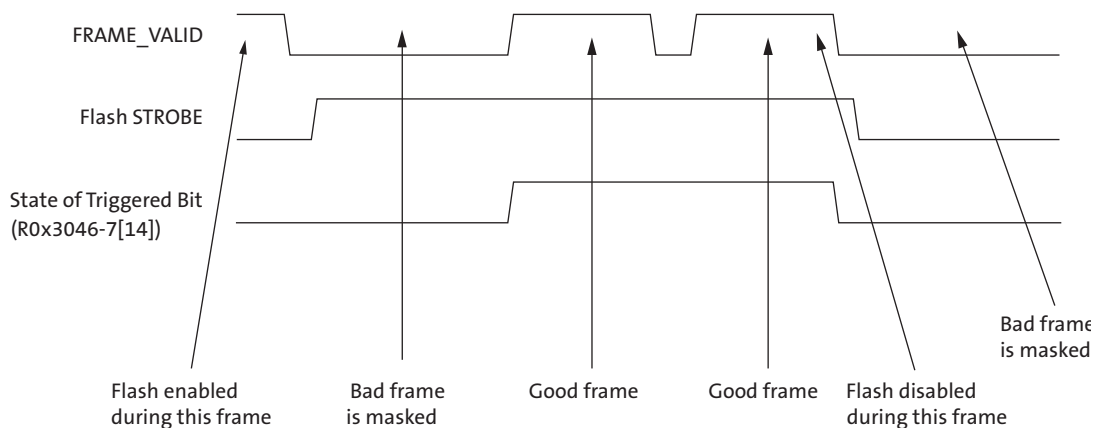 FRAME_VALID
Flash STROBE
State of Triggered Bit
(R0x3046-7[14])
Bad frame
is masked
Flash enabled
during this frame
Bad frame
is masked
Good frame
Good frame
Flash disabled
during this frame